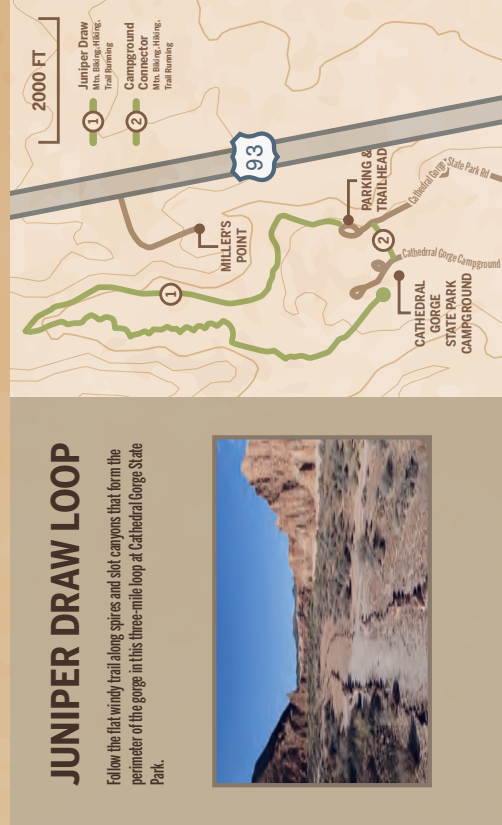 JUNIPER DRAW LOOP
Follow the flat windy trail along spires and slot canyons that form the
perimeter of the gorge in this three-mile loop at Cathedral Gorge State
Park.
2000 FT
1
Juniper Draw
Mtn. Biking, Hiking,
Trail Running
2
Campground
Connector
Mtn. Biking, Hiking,
Trail Running
93
1
MILLER'S
POINT
PARKING &
TRAILHEAD
Cathedral Gorge State Park Rd
2
Cathedrral Gorge Campground
CATHEDRAL
GORGE
STATE PARK
CAMPGROUND